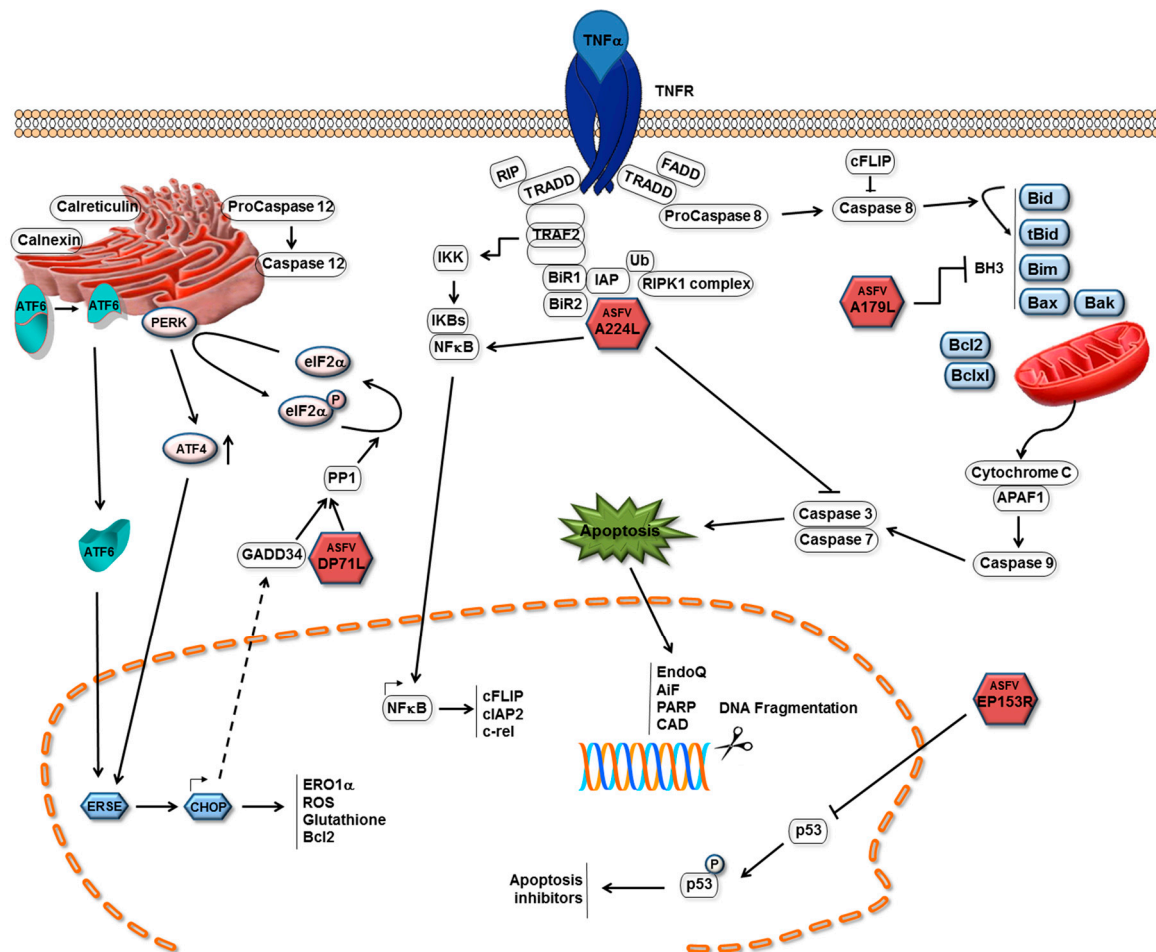 TNFα
TNFR
RIP
TRADD
TRADD
FADD
cFLIP
ProCaspase 8
Caspase 8
Bid
tBid
Bim
Bax
Bak
BH3
ASFV
A179L
Bcl2
Bclxl
Calreticulin
ProCaspase 12
Calnexin
Caspase 12
ATF6
ATF6
PERK
TRAF2
IKK
BiR1
BiR2
IAP
Ub
RIPK1 complex
ASFV
A224L
IKBs
NFκB
eIF2α
eIF2α
P
ATF4
PP1
Cytochrome C
APAF1
Caspase 3
Caspase 7
Caspase 9
Apoptosis
ATF6
GADD34
ASFV
DP71L
EndoQ
AiF
PARP
CAD
DNA Fragmentation
ASFV
EP153R
NFκB
cFLIP
cIAP2
c-rel
ERSE
CHOP
ERO1α
ROS
Glutathione
Bcl2
p53
P
p53
Apoptosis
inhibitors